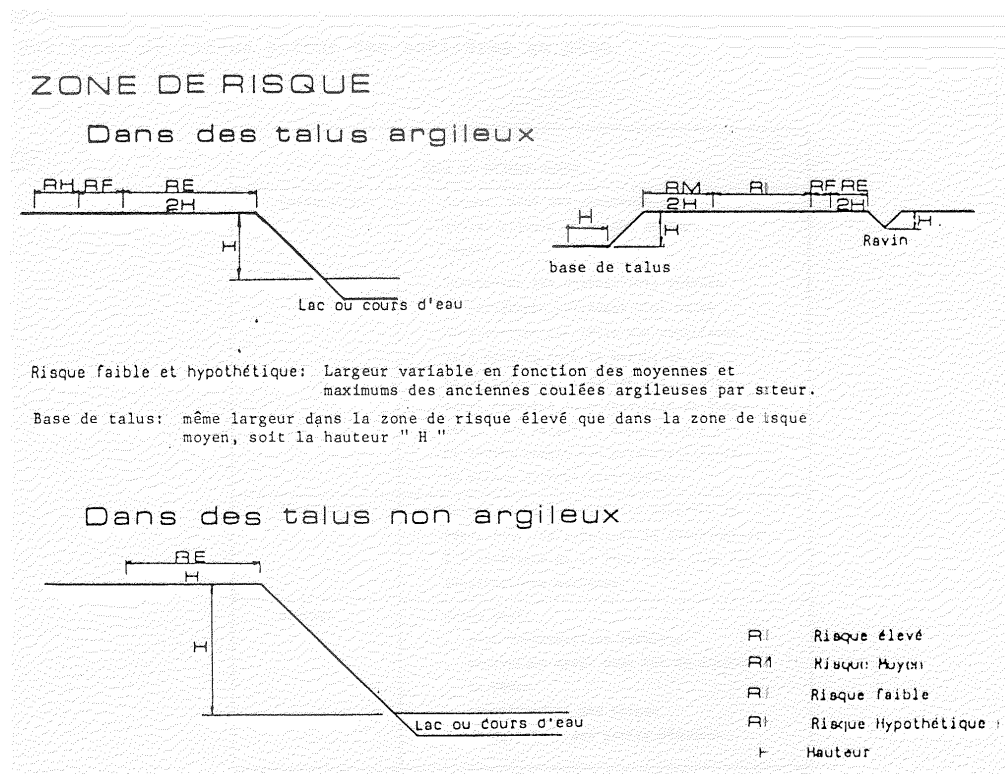 ZONE DE RISQUE
Dans des talus argileux
RH RF RE
2H
H
Lac ou cours d'eau
RM R RF RE
2H 2H
H H H
Ravin
base de talus
Risque faible et hypothétique: Largeur variable en fonction des moyennes et
maximums des anciennes coulées argileuses par
Base de talus: même largeur dans la zone de risque élevé que dans la zone de
moyen, soit la hauteur " H "
Dans des talus non argileux
RE
H
H
Lac ou cours d'eau
Risque élevé
Risque Moyen
Risque faible
Risque Hypothétique
Hauteur